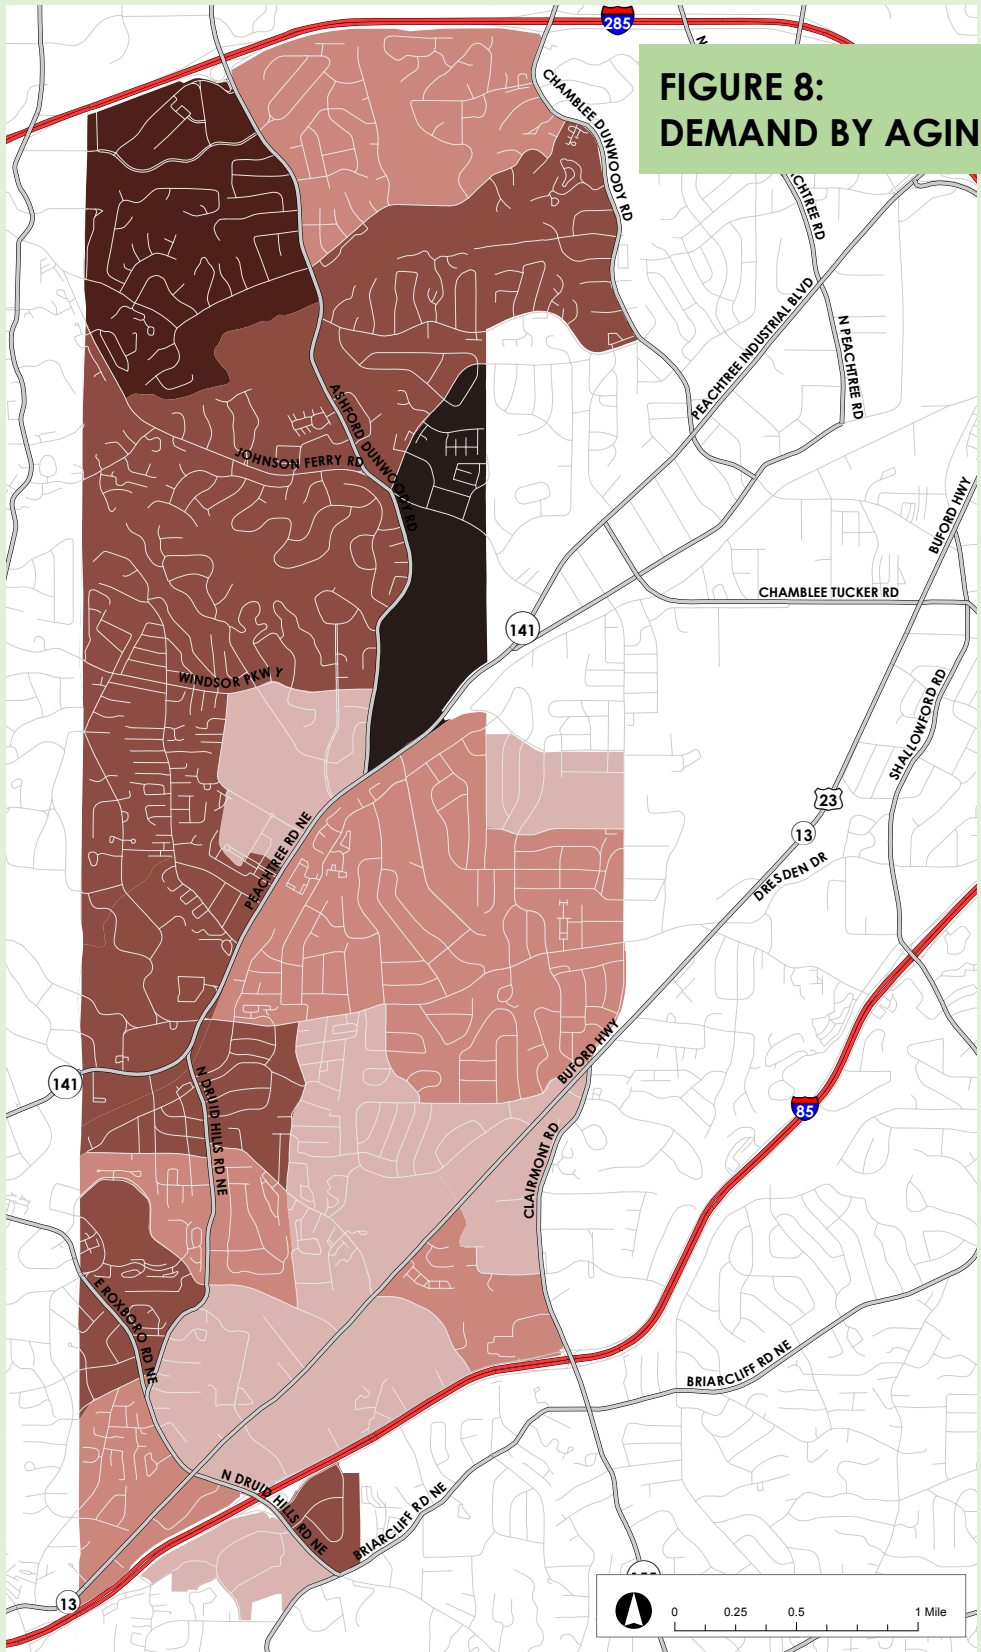 285
FIGURE 8:
DEMAND BY AGIN
N
CHAMBLEE DUNWOODY RD
CHTREE RD
PEACHTREE INDUSTRIAL BLVD
N PEACHTREE RD
ASHFORD DUNWOODY RD
JOHNSON FERRY RD
BUFORD HWY
CHAMBLEE TUCKER RD
141
WINDSOR PKWY
SHALLOWFORD RD
23
13
PEACHTREE RD NE
DRESDEN DR
BUFORD HWY
141
N DRUID HILLS RD NE
85
CLAIRMONT RD
E ROXBORO RD NE
BRIARCLIFF RD NE
N DRUID HILLS RD NE
BRIARCLIFF RD NE
13
0 0.25 0.5 1 Mile